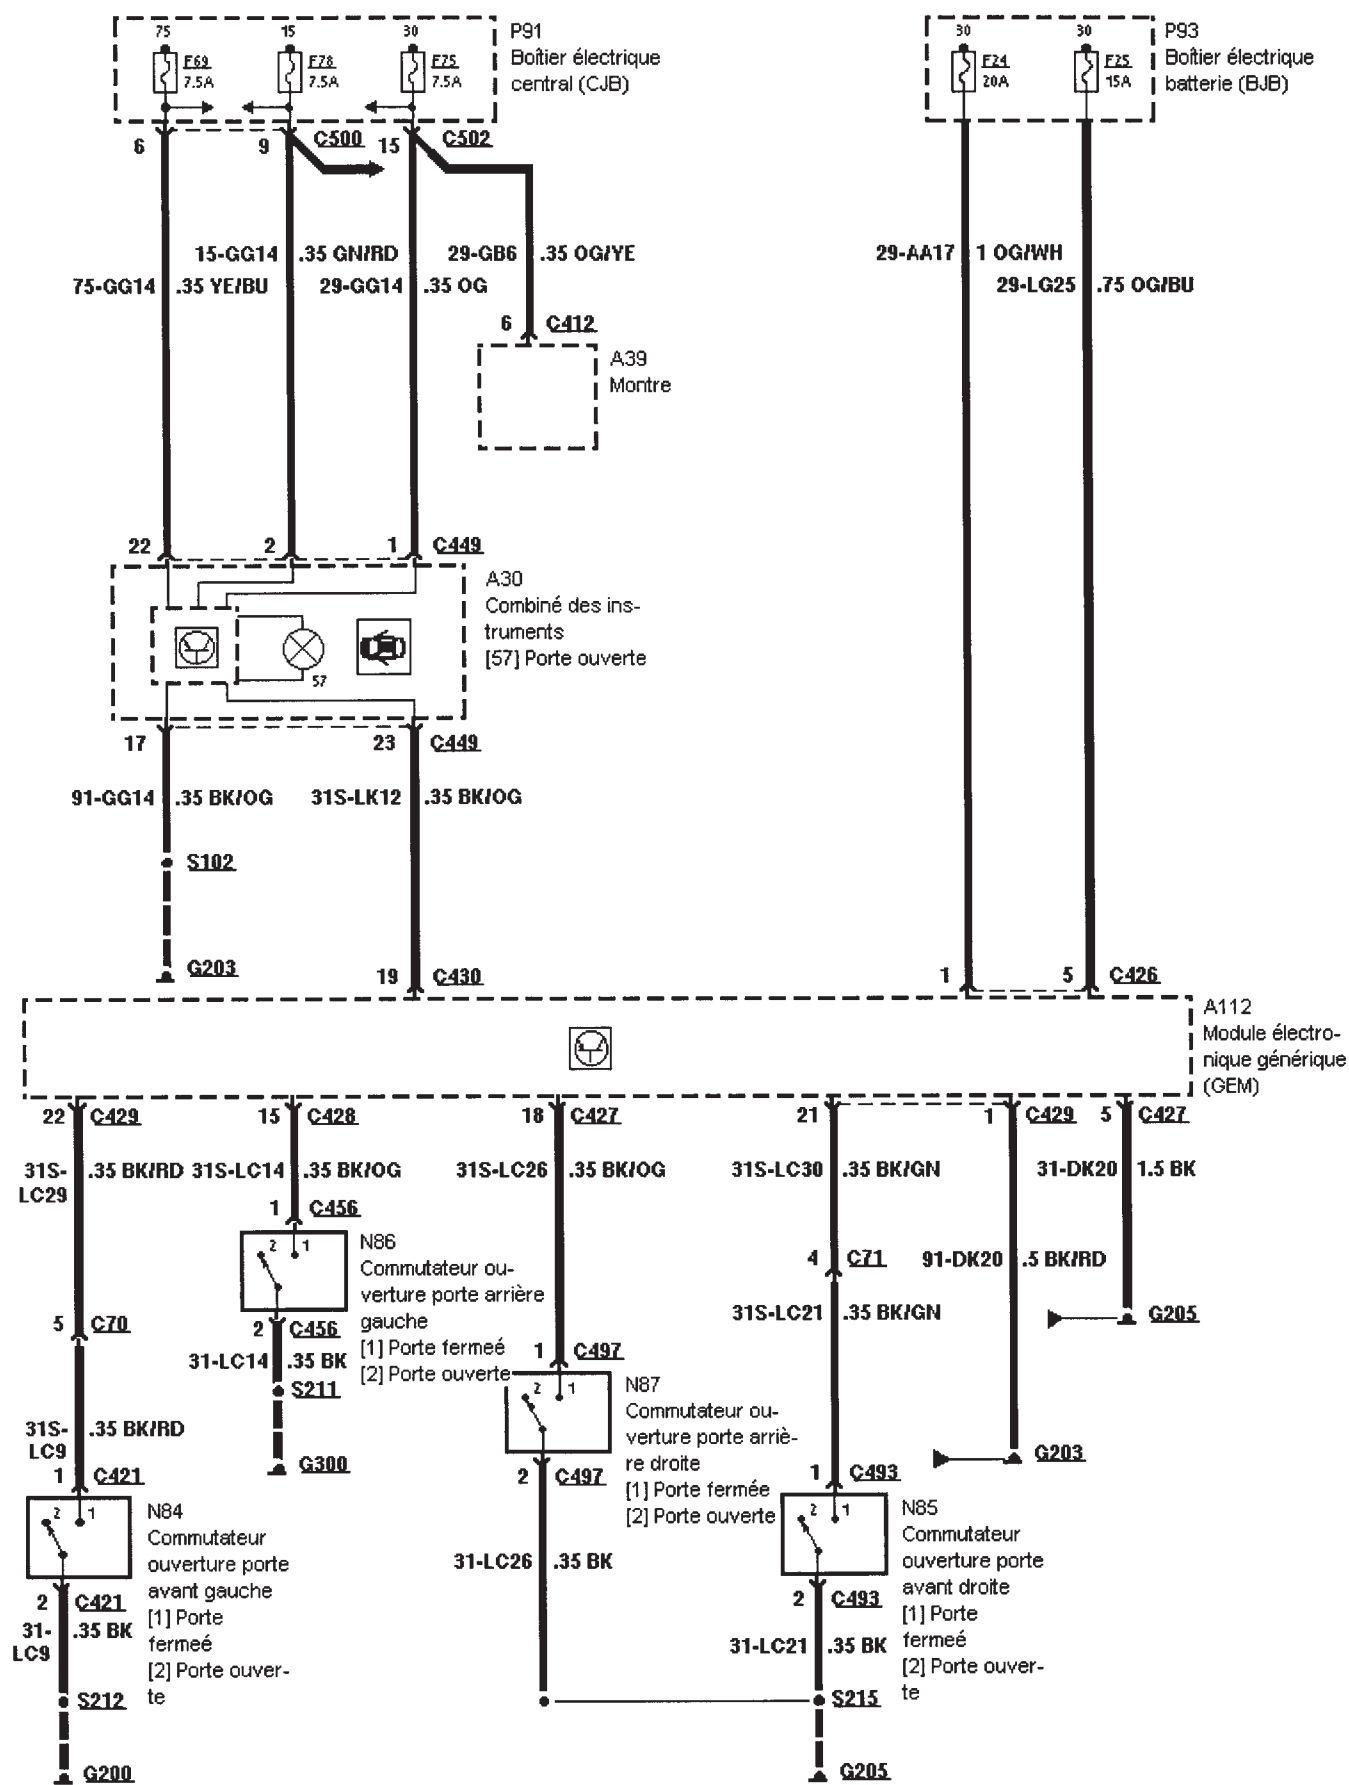 75
15
30
F69
7.5A
F78
7.5A
F75
7.5A
P91
Boîtier électrique
central (CJB)
30
30
F24
20A
F25
15A
P93
Boîtier électrique
batterie (BJB)
6
9
C500
15
C502
15-GG14 .35 GN/RD
29-GB6 .35 OG/YE
29-AA17 1 OG/WH
75-GG14 .35 YE/BU
29-GG14 .35 OG
29-LG25 .75 OG/BU
6 C412
A39
Montre
22
2
1
C449
A30
Combiné des ins-
truments
[57] Porte ouverte
57
17
23
C449
91-GG14 .35 BK/OG
31S-LK12 .35 BK/OG
S102
G203
19 C430
1
5
C426
A112
Module électro-
nique générique
(GEM)
22 C429
15 C428
18 C427
21
1
C429
5 C427
31S-
LC29
.35 BK/RD
31S-LC14 .35 BK/OG
31S-LC26 .35 BK/OG
31S-LC30 .35 BK/GN
31-DK20 1.5 BK
1 C456
2
1
N86
Commutateur ou-
verture porte arrière
gauche
[1] Porte fermeé
[2] Porte ouverte
4 C71
91-DK20 .5 BK/RD
5 C70
2 C456
31S-LC21 .35 BK/GN
G205
31-LC14 .35 BK
S211
1 C497
2
1
N87
Commutateur ou-
verture porte arriè-
re droite
[1] Porte fermée
[2] Porte ouverte
31S-
LC9
.35 BK/RD
G300
G203
1 C421
2 C497
1 C493
2
1
N84
Commutateur
ouverture porte
avant gauche
[1] Porte
fermeé
[2] Porte ouver-
te
2
1
N85
Commutateur
ouverture porte
avant droite
[1] Porte
fermeé
[2] Porte ouver-
te
31-LC26 .35 BK
2 C421
2 C493
31-
LC9
.35 BK
31-LC21 .35 BK
S212
S215
G200
G205